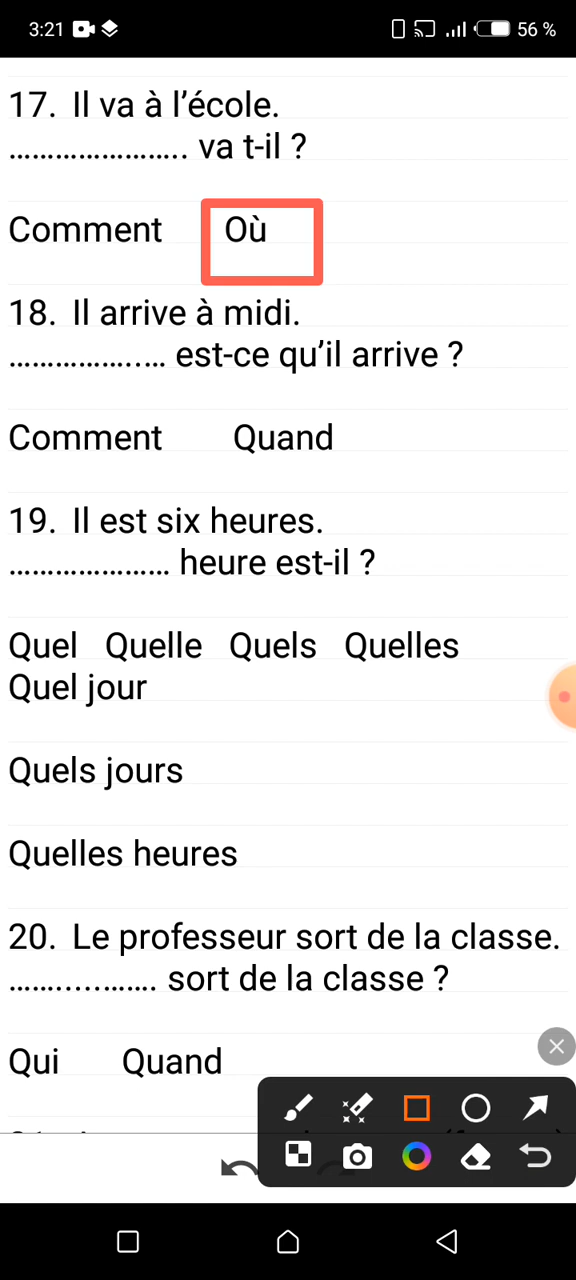 3:21 56 %
17. Il va à l’école.
........................ va t-il ?
Comment Où
18. Il arrive à midi.
..................... est-ce qu’il arrive ?
Comment Quand
19. Il est six heures.
..................... heure est-il ?
Quel Quelle Quels Quelles
Quel jour
Quels jours
Quelles heures
20. Le professeur sort de la classe.
................... sort de la classe ?
Qui Quand